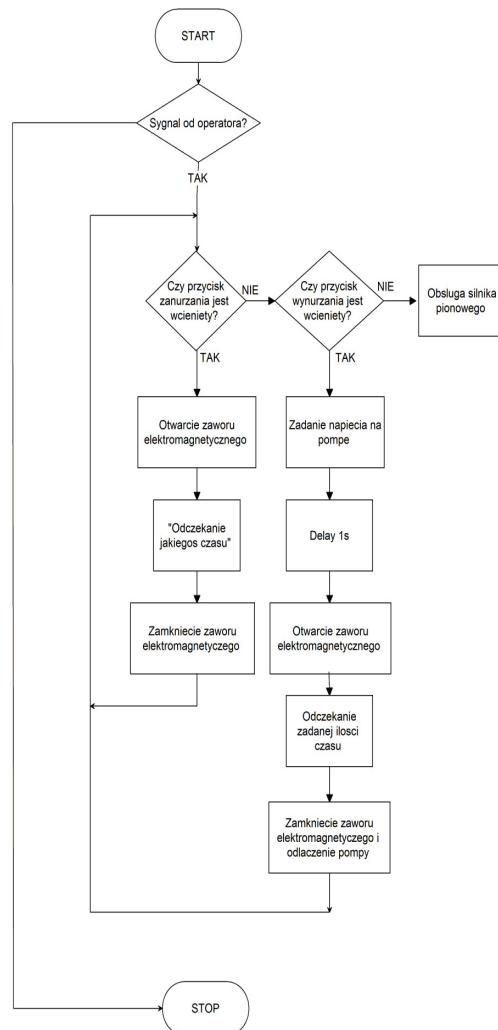 START
Sygnal od operatora?
TAK
Czy przycisk
zanurzania jest
wcieniety?
NIE
Czy przycisk
wynurzania jest
wcieniety?
NIE
Obsluga silnika
pionowego
TAK
TAK
Otwarcie zaworu
elektromagnetycznego
Zadanie napiecia na
pompe
"Odczekanie
jakiegos czasu"
Delay 1s
Zamkniecie zaworu
elektromagnetyczego
Otwarcie zaworu
elektromagnetycznego
Odczekanie
zadanej ilosci
czasu
Zamkniecie zaworu
elektromagnetyczego i
odlaczenie pompy
STOP